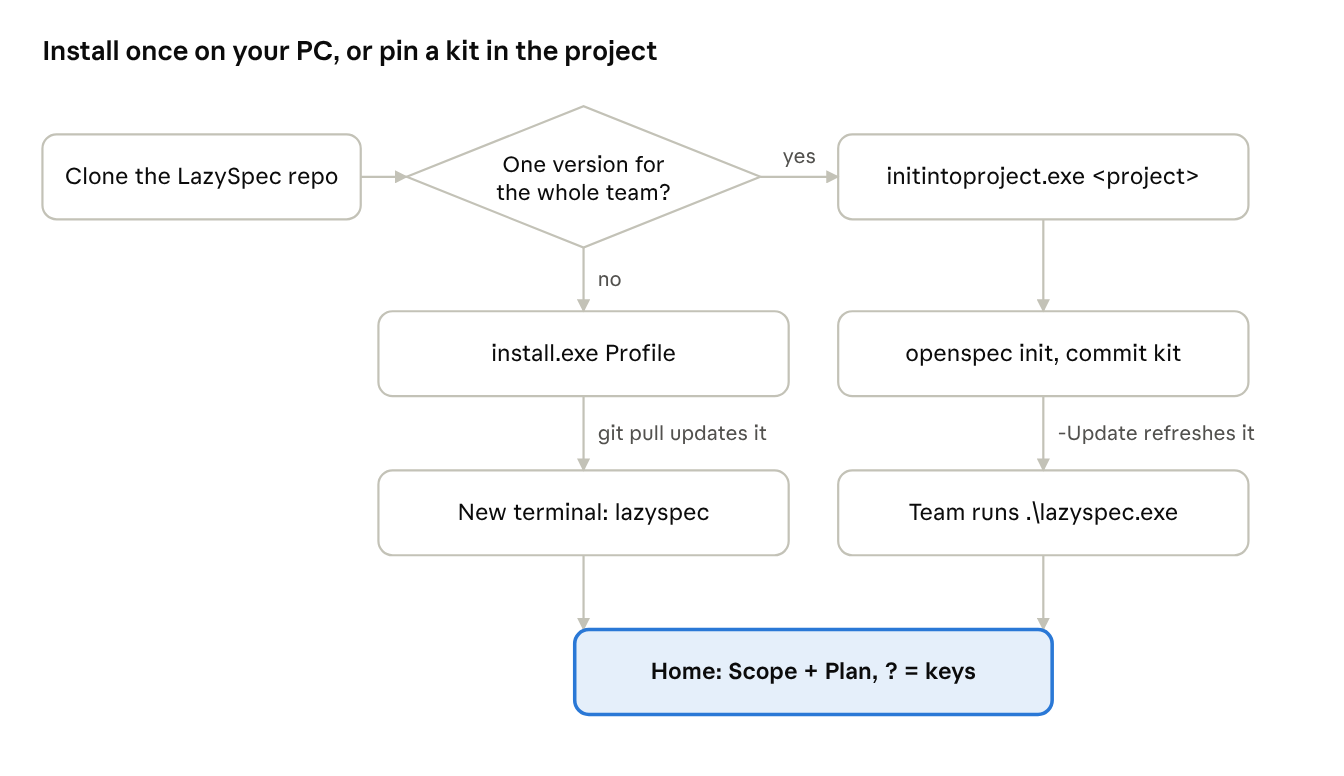 Install once on your PC, or pin a kit in the project
Clone the LazySpec repo
One version for
the whole team?
yes
initintoproject.exe <project>
no
install.exe Profile
openspec init, commit kit
git pull updates it
-Update refreshes it
New terminal: lazyspec
Team runs .\lazyspec.exe
Home: Scope + Plan, ? = keys